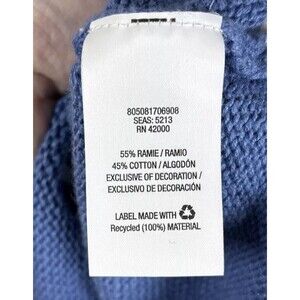 805081706908
SEAS: 5213
RN 42000
55% RAMIE / RAMIO
45% COTTON / ALGODÓN
EXCLUSIVE OF DECORATION /
EXCLUSIVO DE DECORACIÓN
LABEL MADE WITH
Recycled (100%) MATERIAL